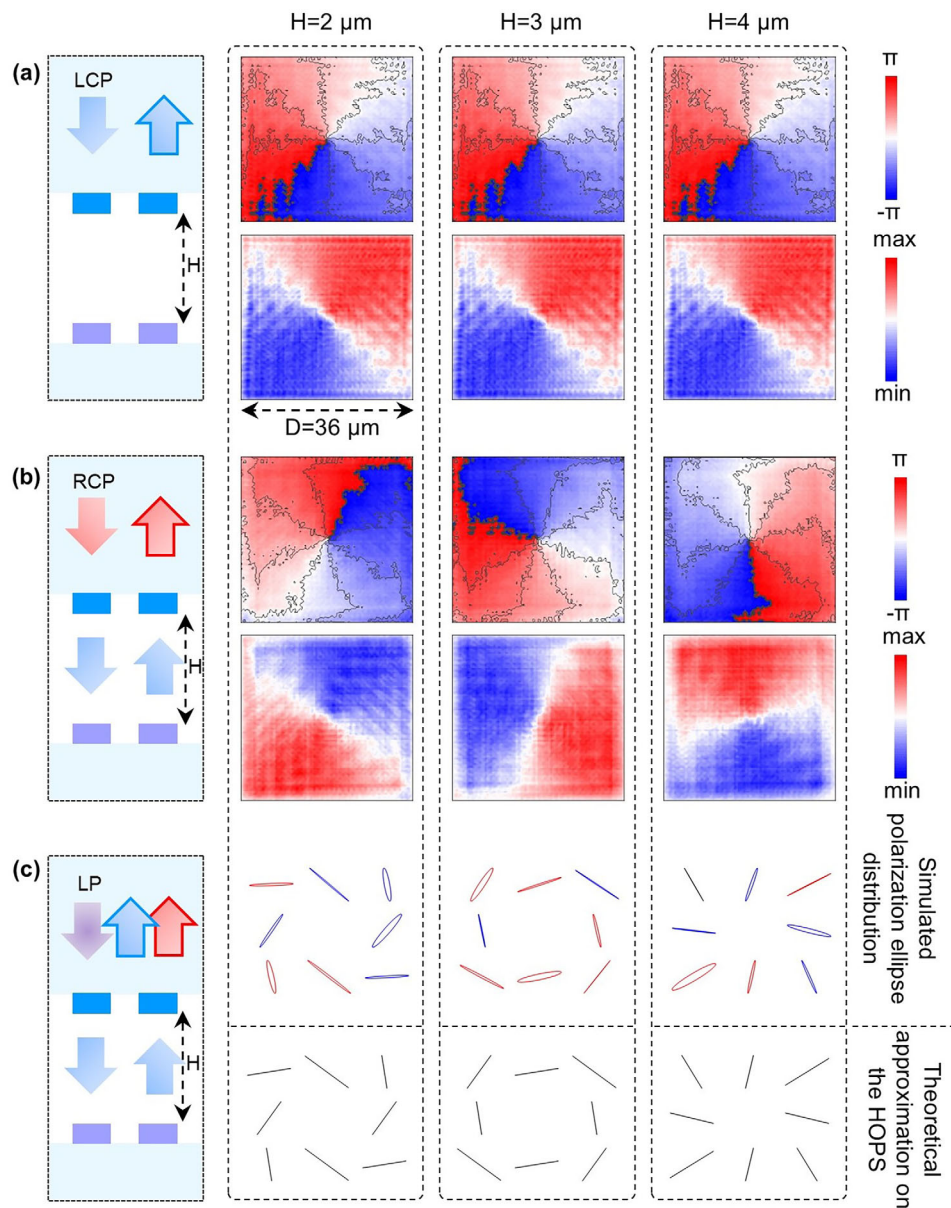 H=2 μm
H=3 μm
H=4 μm
(a)
LCP
H
π
-π
max
min
D=36 μm
(b)
RCP
H
π
-π
max
min
(c)
LP
H
Simulated
polarization ellipse
distribution
Theoretical
approximation on
the HOPS